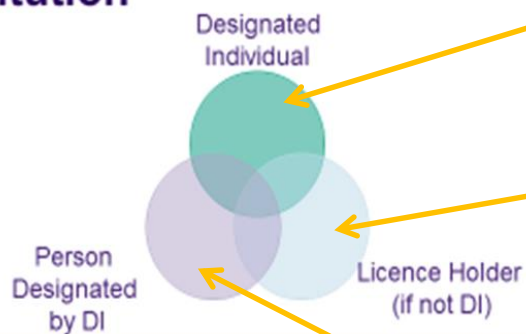 Designated
Individual
Person
Designated
by DI
Licence Holder
(if not DI)